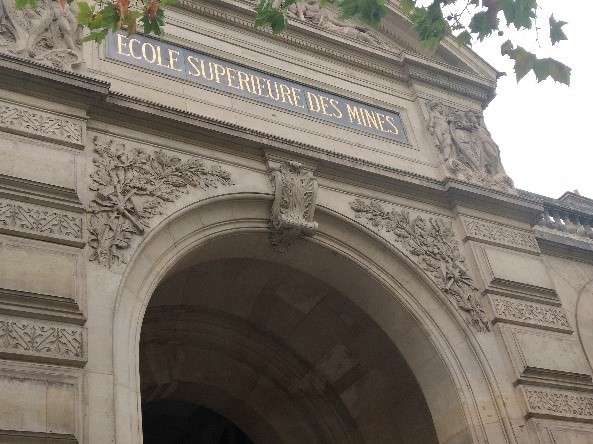 ECOLE SUPERIEURE DES MINES